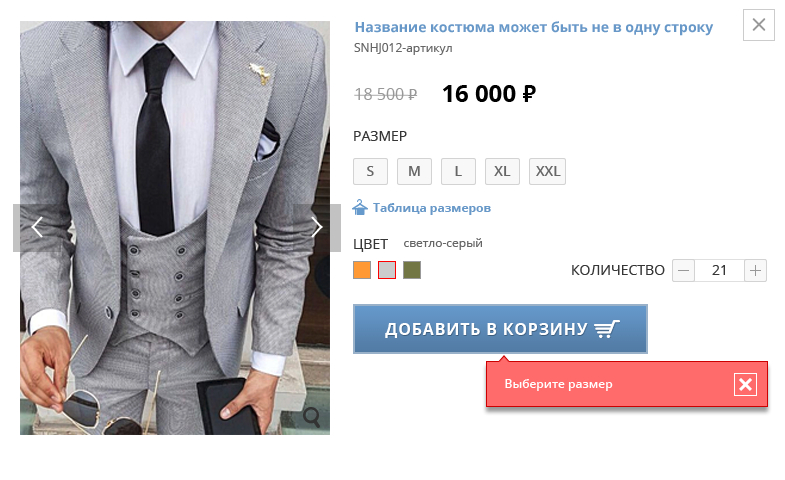 Название костюма может быть не в одну строку
SNHJ012-артикул
18 500 ₽ 16 000 ₽
РАЗМЕР
S M L XL XXL
Таблица размеров
ЦВЕТ светло-серый
КОЛИЧЕСТВО 21
ДОБАВИТЬ В КОРЗИНУ
Выберите размер